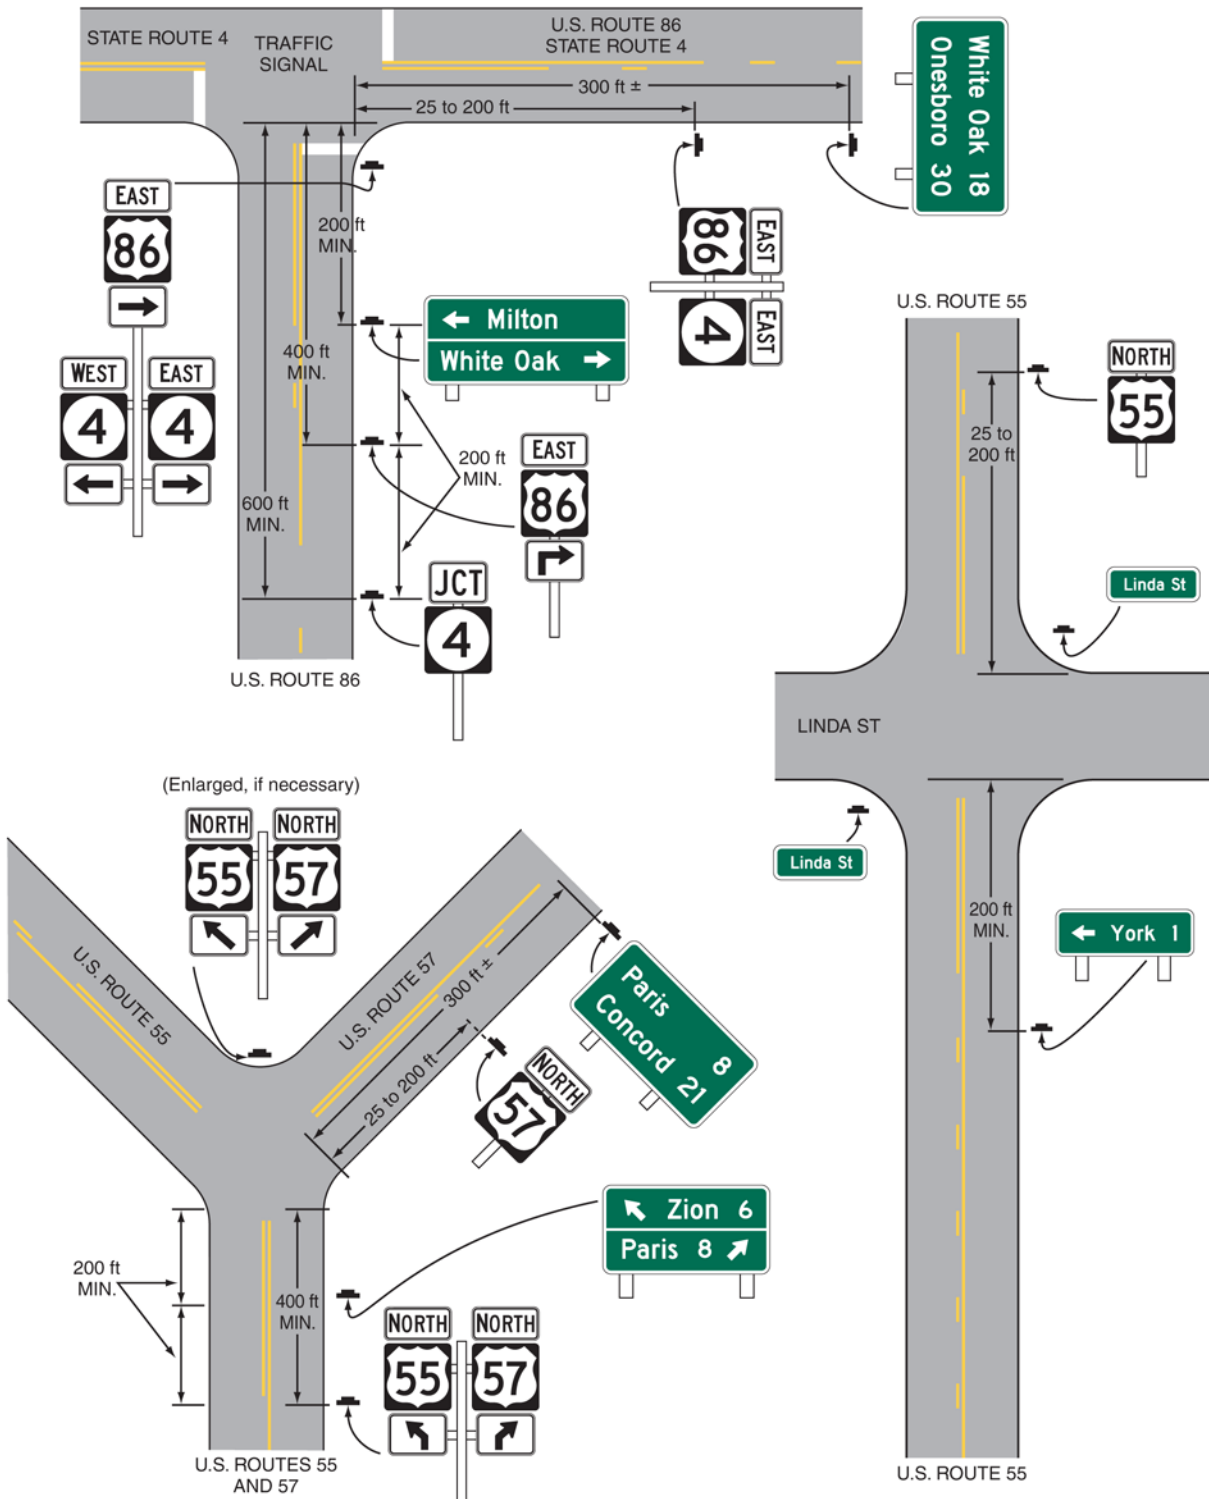 STATE ROUTE 4
TRAFFIC
SIGNAL
U.S. ROUTE 86
STATE ROUTE 4
300 ft ±
25 to 200 ft
White Oak 18
Onesboro 30
EAST
86
EAST
4
EAST
86
WEST
4
EAST
4
200 ft
MIN.
400 ft
MIN.
600 ft
MIN.
Milton
White Oak
200 ft
MIN.
EAST
86
JCT
4
U.S. ROUTE 86
U.S. ROUTE 55
NORTH
55
25 to
200 ft
Linda St
LINDA ST
Linda St
200 ft
MIN.
York 1
U.S. ROUTE 55
(Enlarged, if necessary)
NORTH
55
NORTH
57
U.S. ROUTE 55
U.S. ROUTE 57
300 ft ±
25 to 200 ft
Paris 8
Concord 21
NORTH
57
Zion 6
Paris 8
200 ft
MIN.
400 ft
MIN.
NORTH
55
NORTH
57
U.S. ROUTES 55
AND 57